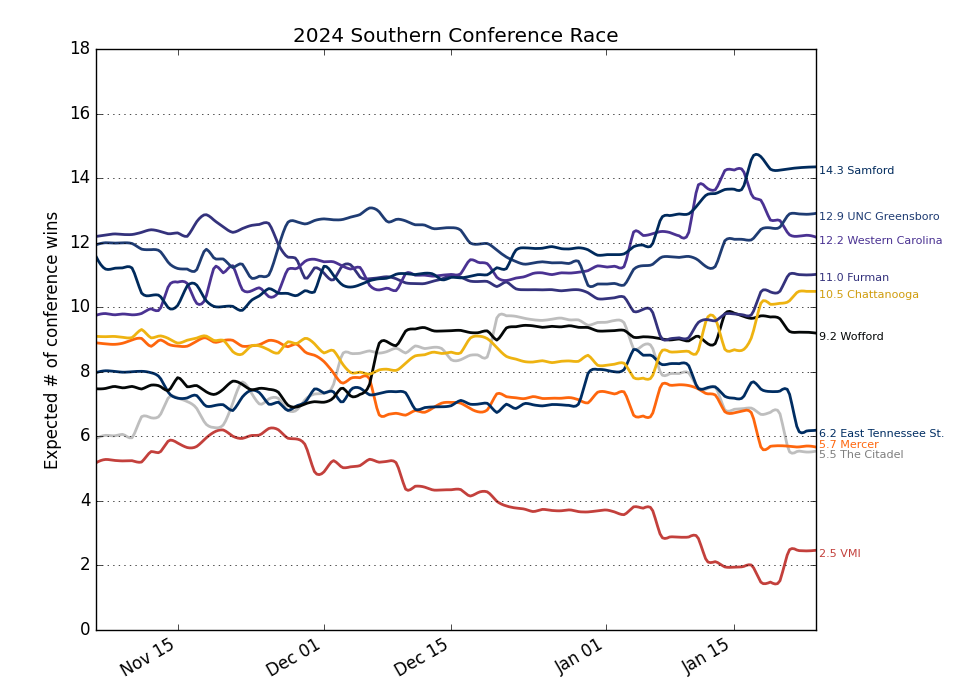 2024 Southern Conference Race
Expected # of conference wins
18
16
14
12
10
8
6
4
2
0
14.3 Samford
12.9 UNC Greensboro
12.2 Western Carolina
11.0 Furman
10.5 Chattanooga
9.2 Wofford
6.2 East Tennessee St.
5.7 Mercer
5.5 The Citadel
2.5 VMI
Nov 15
Dec 01
Dec 15
Jan 01
Jan 15